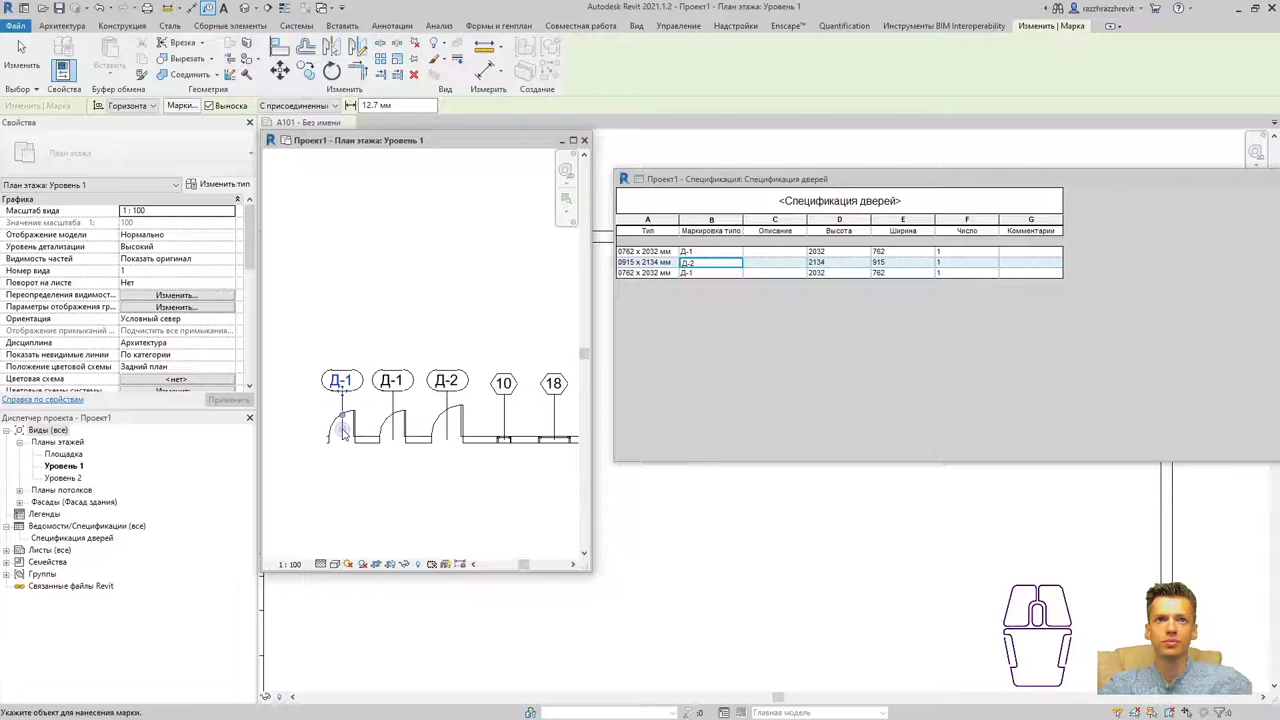 Autodesk Revit 2021.1.2 - Проект1 - План этажа: Уровень 1
razzhrazzhrevit
Файл Архитектура Конструкция Сталь Сборные элементы Системы Вставить Аннотации Анализ Формы и генплан Совместная работа Вид Управление Надстройки Enscape™ Quantification Инструменты BIM Interoperability Изменить | Марка
Изменить Вставить Врезка
Вырезать
Соединить
Выбор Свойства Буфер обмена Геометрия Изменить Вид Измерить Создание
Изменить | Марка Горизонта Марки... Выноска С присоединенны 12.7 мм
Свойства
План этажа
План этажа: Уровень 1 Изменить тип
Графика
Масштаб вида 1 : 100
Значение масштаба 1: 100
Отображение модели Нормально
Уровень детализации Высокий
Видимость частей Показать оригинал
Номер вида 1
Поворот на листе Нет
Переопределения видимост... Изменить...
Параметры отображения гр... Изменить...
Ориентация Условный север
Отображение примыканий Подчистить все примыкания...
Дисциплина Архитектура
Показать невидимые линии По категории
Положение цветовой схемы Задний план
Цветовая схема <нет>
Справка по свойствам Применить
Диспетчер проекта - Проект1
Виды (все)
Планы этажей
Площадка
Уровень 1
Уровень 2
Планы потолков
Фасады (Фасад здания)
Легенды
Ведомости/Спецификации (все)
Спецификация дверей
Листы (все)
Семейства
Группы
Связанные файлы Revit
A101 - Без имени
Проект1 - План этажа: Уровень 1
Д-1 Д-1 Д-2 10 18
1 : 100
Проект1 - Спецификация: Спецификация дверей
<Спецификация дверей>
A B C D E F G
Тип Маркировка типо Описание Высота Ширина Число Комментарии
0762 x 2032 мм Д-1 2032 762 1
0915 x 2134 мм Д-2 2134 915 1
0762 x 2032 мм Д-1 2032 762 1
Укажите объект для нанесения марки. :0 Главная модель :0